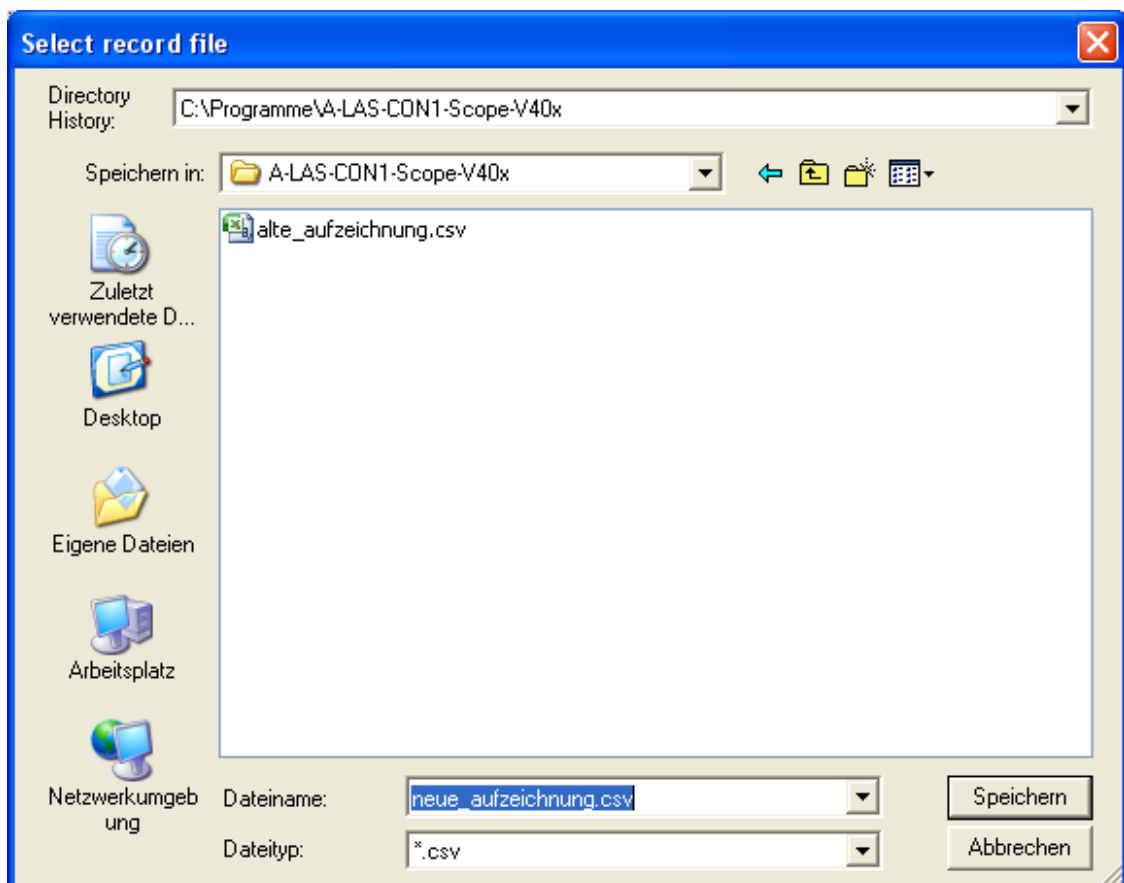 Select record file
Directory
History:
C:\Programme\A-LAS-CON1-Scope-V40x
Speichern in:
A-LAS-CON1-Scope-V40x
alte_aufzeichnung.csv
Zuletzt
verwendete D...
Desktop
Eigene Dateien
Arbeitsplatz
Netzwerkumgeb
ung
Dateiname:
neue_aufzeichnung.csv
Speichern
Dateityp:
*.csv
Abbrechen